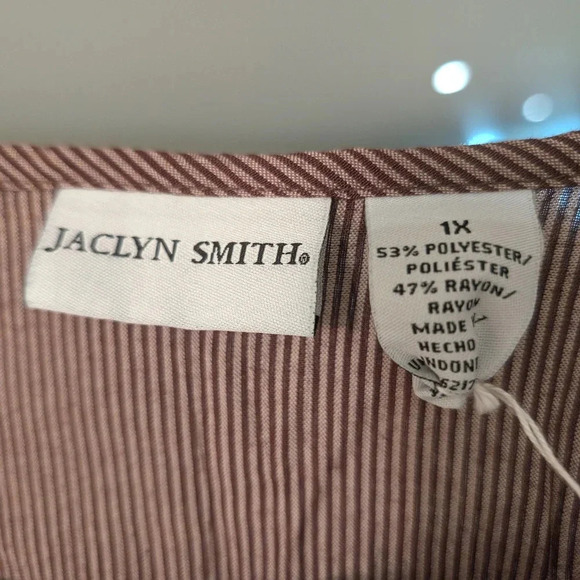 JACLYN SMITH®
1X
53% POLYESTER/
POLIÉSTER
47% RAYON/
RAYON
MADE
HECHO